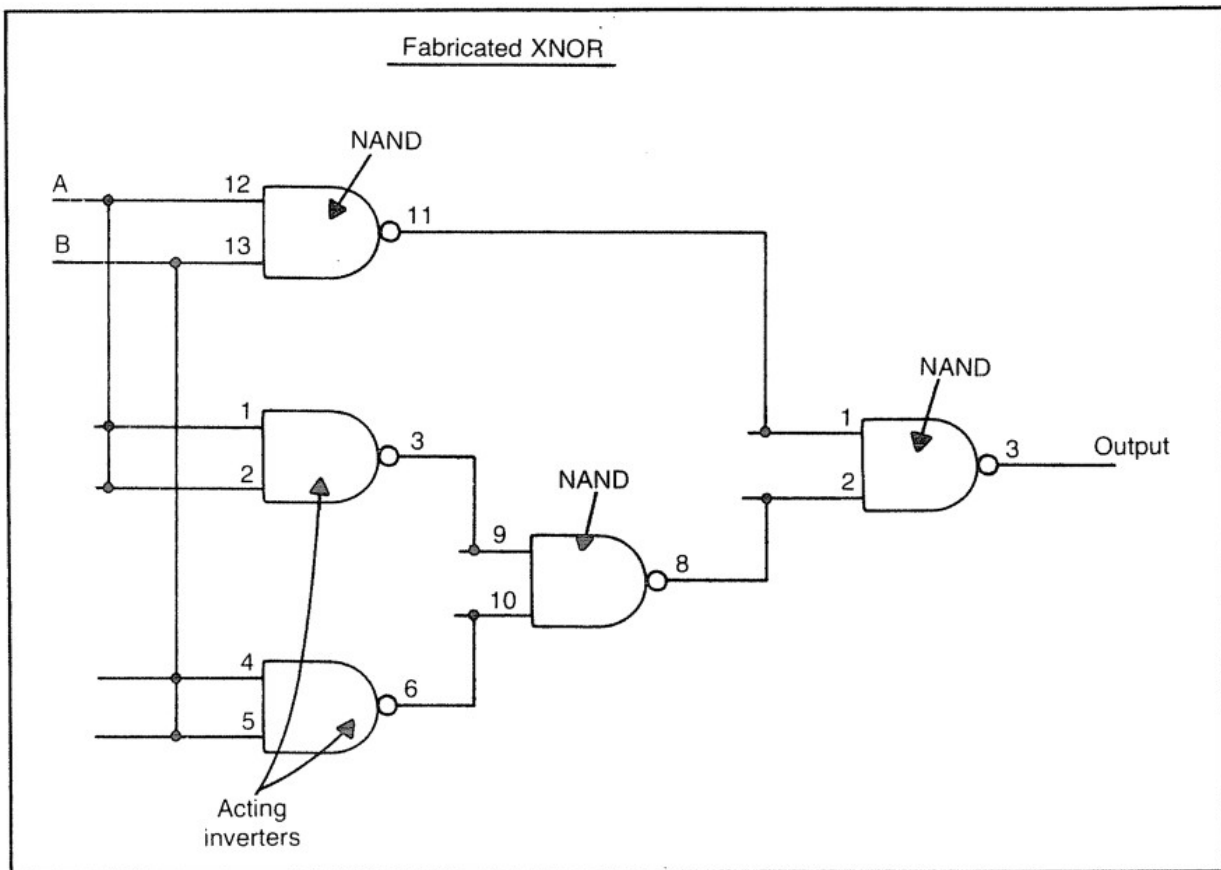 Fabricated XNOR
NAND
A
12
11
B
13
NAND
1
3
1
3
Output
2
NAND
2
9
8
10
4
6
5
Acting
inverters